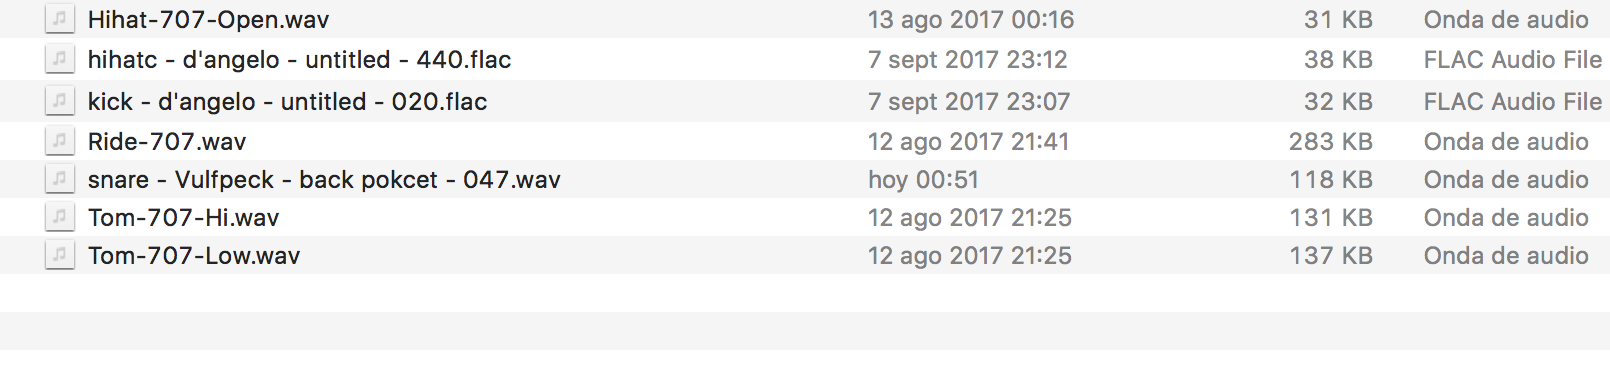 Hihat-707-Open.wav 13 ago 2017 00:16 31 KB Onda de audio
hihatc - d'angelo - untitled - 440.flac 7 sept 2017 23:12 38 KB FLAC Audio File
kick - d'angelo - untitled - 020.flac 7 sept 2017 23:07 32 KB FLAC Audio File
Ride-707.wav 12 ago 2017 21:41 283 KB Onda de audio
snare - Vulfpeck - back pokcet - 047.wav hoy 00:51 118 KB Onda de audio
Tom-707-Hi.wav 12 ago 2017 21:25 131 KB Onda de audio
Tom-707-Low.wav 12 ago 2017 21:25 137 KB Onda de audio